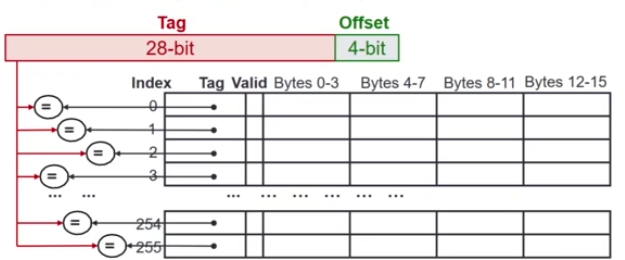 Tag Offset
28-bit 4-bit
Index Tag Valid Bytes 0-3 Bytes 4-7 Bytes 8-11 Bytes 12-15
= 0
= 1
= 2
= 3
... ... ... ... ... ... ... ...
= 254
= 255